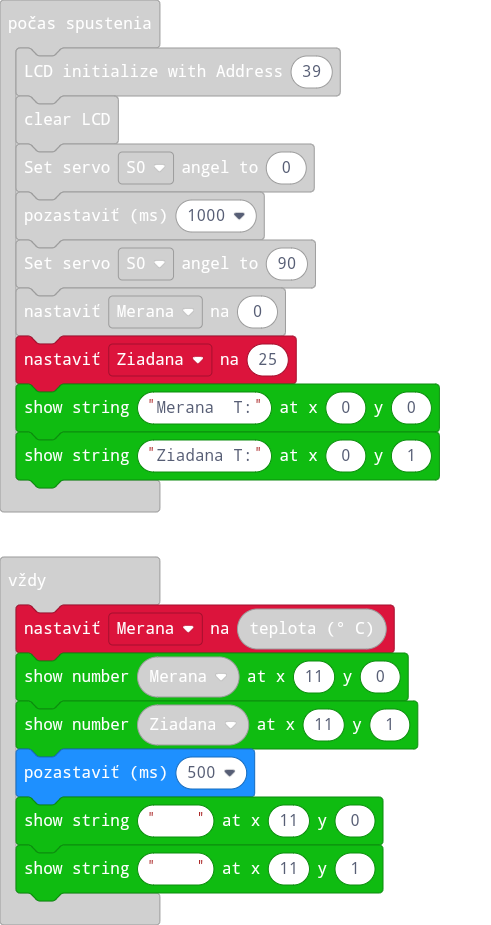 počas spustenia
LCD initialize with Address 39
clear LCD
Set servo S0 angel to 0
pozastaviť (ms) 1000
Set servo S0 angel to 90
nastaviť Merana na 0
nastaviť Ziadana na 25
show string "Merana  T:" at x 0 y 0
show string "Ziadana T:" at x 0 y 1
vždy
nastaviť Merana na teplota (° C)
show number Merana at x 11 y 0
show number Ziadana at x 11 y 1
pozastaviť (ms) 500
show string "    " at x 11 y 0
show string "    " at x 11 y 1